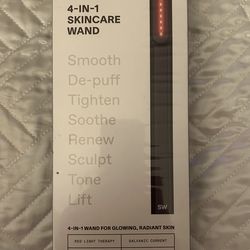 4-IN-1
SKINCARE
WAND
Smooth
De-puff
Tighten
Soothe
Renew
Sculpt
Tone
Lift
SW
4-IN-1 WAND FOR GLOWING, RADIANT SKIN
RED LIGHT THERAPY
GALVANIC CURRENT